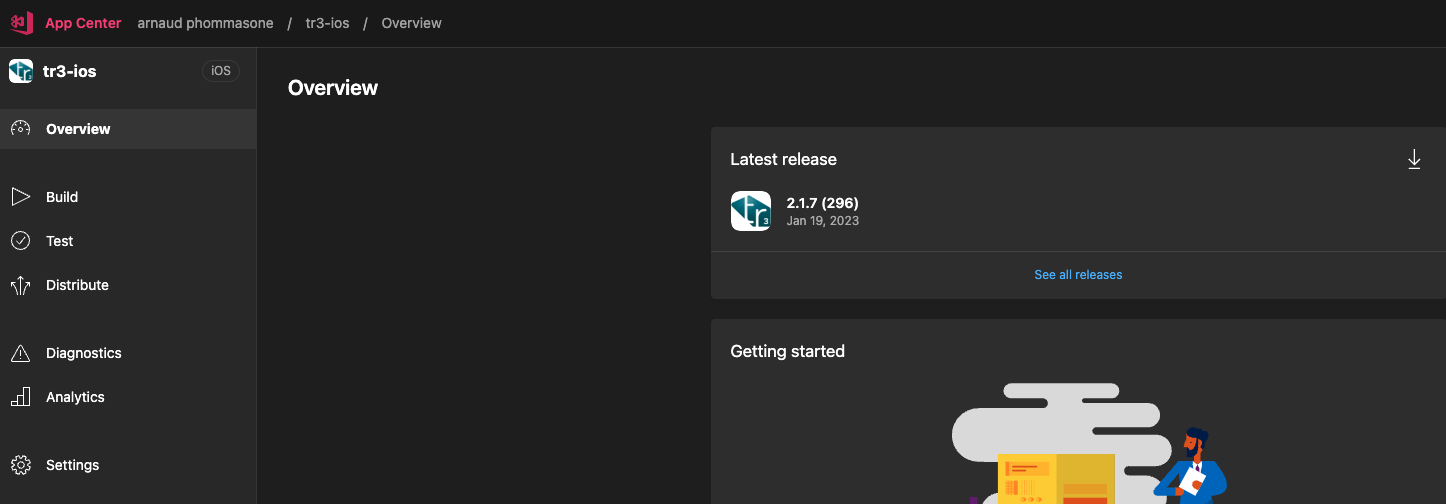 App Center arnaud phommasone / tr3-ios / Overview
tr3-ios iOS
Overview
Build
Test
Distribute
Diagnostics
Analytics
Settings
Overview
Latest release
tr3
2.1.7 (296)
Jan 19, 2023
See all releases
Getting started